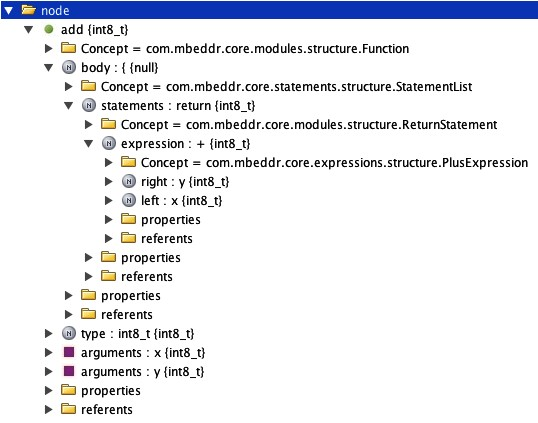 node
add {int8_t}
Concept = com.mbeddr.core.modules.structure.Function
body : { {null}
Concept = com.mbeddr.core.statements.structure.StatementList
statements : return {int8_t}
Concept = com.mbeddr.core.modules.structure.ReturnStatement
expression : + {int8_t}
Concept = com.mbeddr.core.expressions.structure.PlusExpression
right : y {int8_t}
left : x {int8_t}
properties
referents
properties
referents
properties
referents
type : int8_t {int8_t}
arguments : x {int8_t}
arguments : y {int8_t}
properties
referents